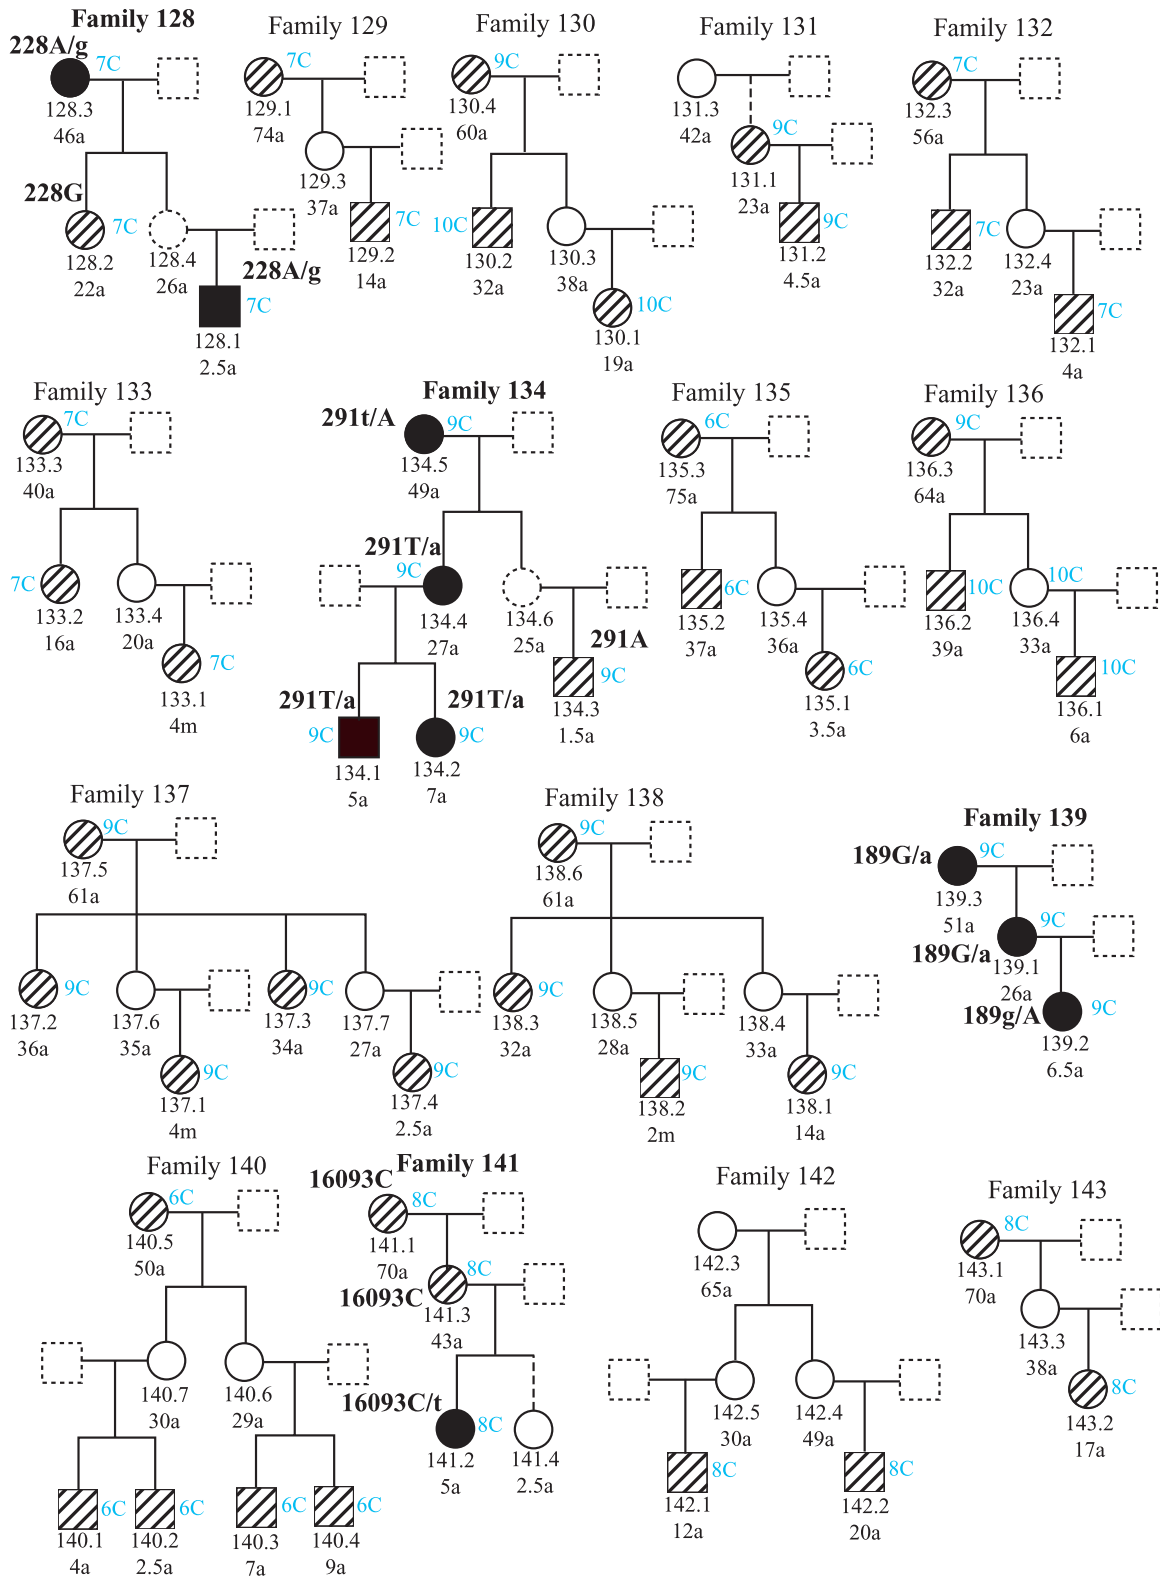 Family 128
228A/g
7C
128.3
46a
228G
7C
128.2
22a
128.4
26a
228A/g
7C
128.1
2.5a
Family 129
7C
129.1
74a
129.3
37a
7C
129.2
14a
Family 130
9C
130.4
60a
10C
130.2
32a
130.3
38a
10C
130.1
19a
Family 131
131.3
42a
9C
131.1
23a
9C
131.2
4.5a
Family 132
7C
132.3
56a
7C
132.2
32a
132.4
23a
7C
132.1
4a
Family 133
7C
133.3
40a
7C
133.2
16a
133.4
20a
7C
133.1
4m
Family 134
291t/A
9C
134.5
49a
291T/a
9C
134.4
27a
134.6
25a
291A
9C
134.3
1.5a
291T/a
9C
134.1
5a
291T/a
9C
134.2
7a
Family 135
6C
135.3
75a
6C
135.2
37a
135.4
36a
6C
135.1
3.5a
Family 136
9C
136.3
64a
10C
136.2
39a
10C
136.4
33a
10C
136.1
6a
Family 137
9C
137.5
61a
9C
137.2
36a
137.6
35a
9C
137.3
34a
137.7
27a
9C
137.1
4m
9C
137.4
2.5a
Family 138
9C
138.6
61a
9C
138.3
32a
138.5
28a
138.4
33a
9C
138.2
2m
9C
138.1
14a
Family 139
189G/a
9C
139.3
51a
9C
189G/a
139.1
26a
189g/A
9C
139.2
6.5a
Family 140
6C
140.5
50a
140.7
30a
140.6
29a
6C
140.1
4a
6C
140.2
2.5a
6C
140.3
7a
6C
140.4
9a
Family 141
16093C
8C
141.1
70a
8C
16093C
141.3
43a
16093C/t
8C
141.2
5a
141.4
2.5a
Family 142
142.3
65a
142.5
30a
142.4
49a
8C
142.1
12a
8C
142.2
20a
Family 143
8C
143.1
70a
143.3
38a
8C
143.2
17a